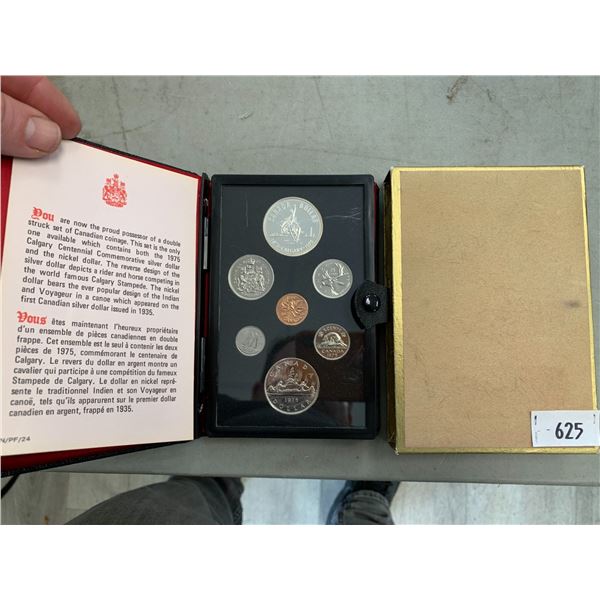 You are now the proud possessor of a double
struck set of Canadian coinage. This set is the only
one available which contains both the 1975
Calgary Centennial Commemorative silver dollar
and the nickel dollar. The reverse design of the
silver dollar depicts a rider and horse competing in
the world famous Calgary Stampede. The nickel
dollar bears the ever popular design of the Indian
and Voyageur in a canoe which appeared on the
first Canadian silver dollar issued in 1935.
Vous êtes maintenant l'heureux propriétaire
d'un ensemble de pièces canadiennes en double
frappe. Cet ensemble est le seul à contenir les deux
pièces de 1975, commémorant le centenaire de
Calgary. Le revers du dollar en argent montre un
cavalier qui participe à une compétition du fameux
Stampede de Calgary. Le dollar en nickel repré-
sente le traditionnel Indien et son Voyageur en
canoë, tels qu'ils apparurent sur le premier dollar
canadien en argent, frappé en 1935.
/PF/24
CANADA
1975
DOLLAR
- 625